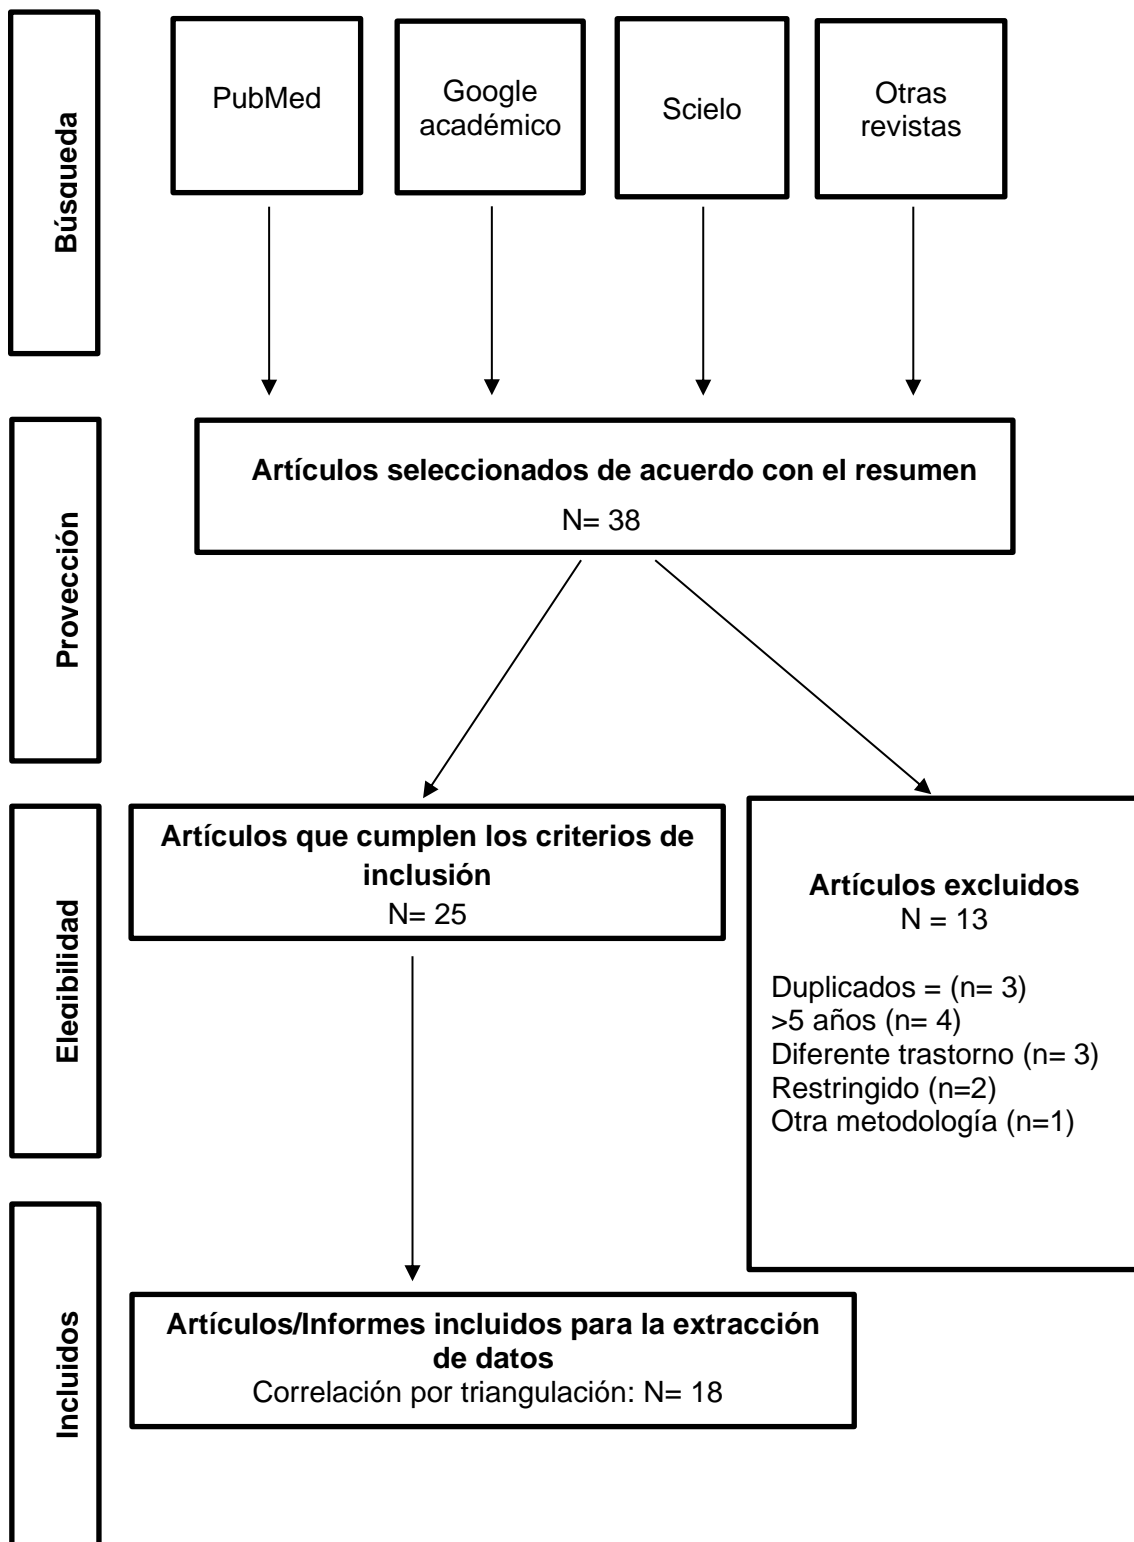 Búsqueda
PubMed
Google
académico
Scielo
Otras
revistas
Proyección
Artículos seleccionados de acuerdo con el resumen
N= 38
Elegibilidad
Artículos que cumplen los criterios de
inclusión
N= 25
Artículos excluidos
N = 13
Duplicados = (n= 3)
>5 años (n= 4)
Diferente trastorno (n= 3)
Restringido (n=2)
Otra metodología (n=1)
Incluidos
Artículos/Informes incluidos para la extracción
de datos
Correlación por triangulación: N= 18